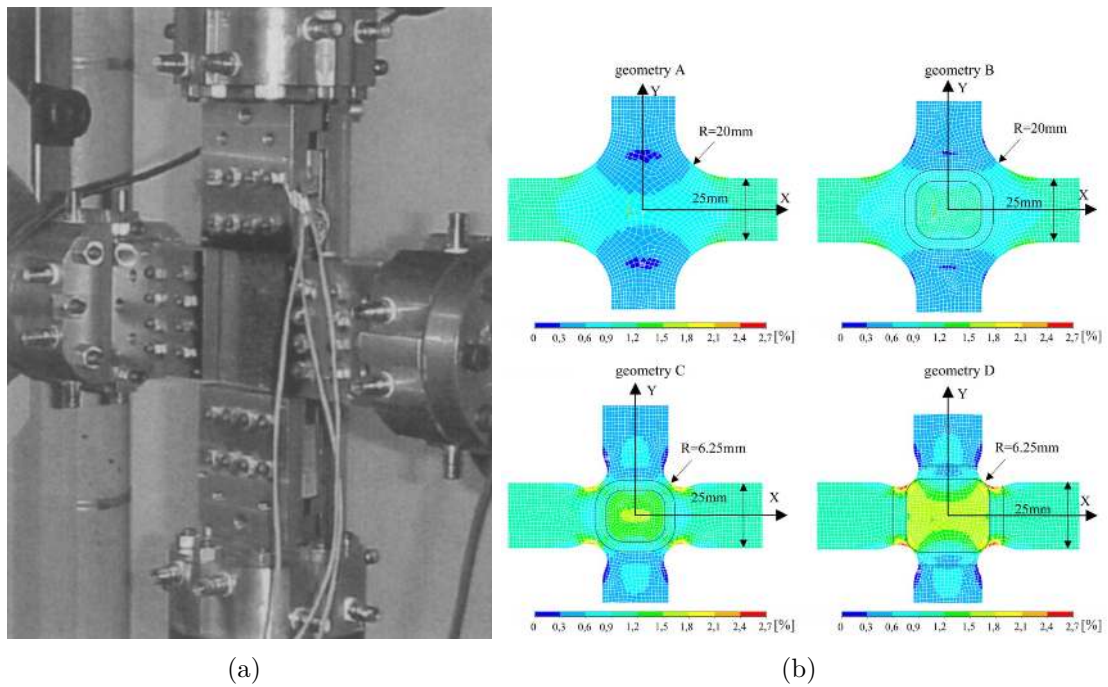 geometry A
Y
R=20mm
25mm
X
0 0,3 0,6 0,9 1,2 1,5 1,8 2,1 2,4 2,7 [%]
geometry B
Y
R=20mm
25mm
X
0 0,3 0,6 0,9 1,2 1,5 1,8 2,1 2,4 2,7 [%]
geometry C
Y
R=6.25mm
25mm
X
0 0,3 0,6 0,9 1,2 1,5 1,8 2,1 2,4 2,7 [%]
geometry D
Y
R=6.25mm
25mm
X
0 0,3 0,6 0,9 1,2 1,5 1,8 2,1 2,4 2,7 [%]
(a)
(b)